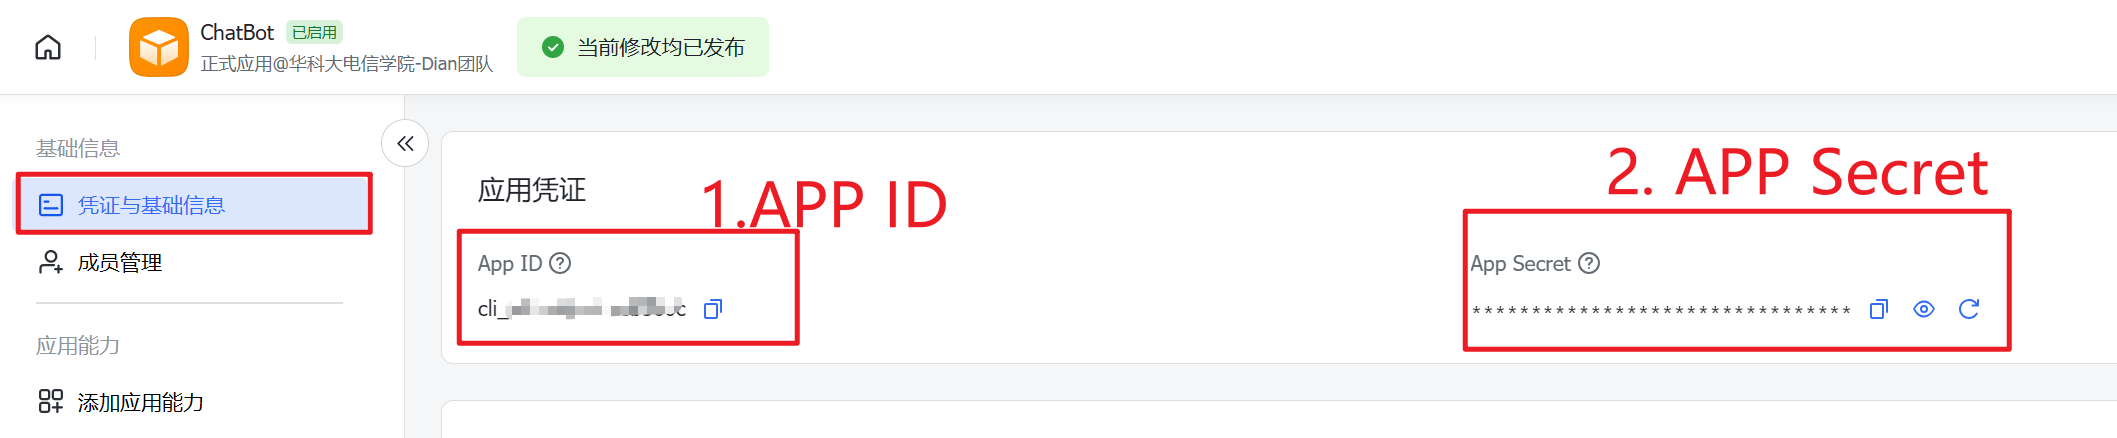 ChatBot 已启用
正式应用@华科大电信学院-Dian团队
当前修改均已发布
基础信息
凭证与基础信息
成员管理
应用能力
添加应用能力
应用凭证
1.APP ID
2. APP Secret
App ID
cli_
App Secret
********************************